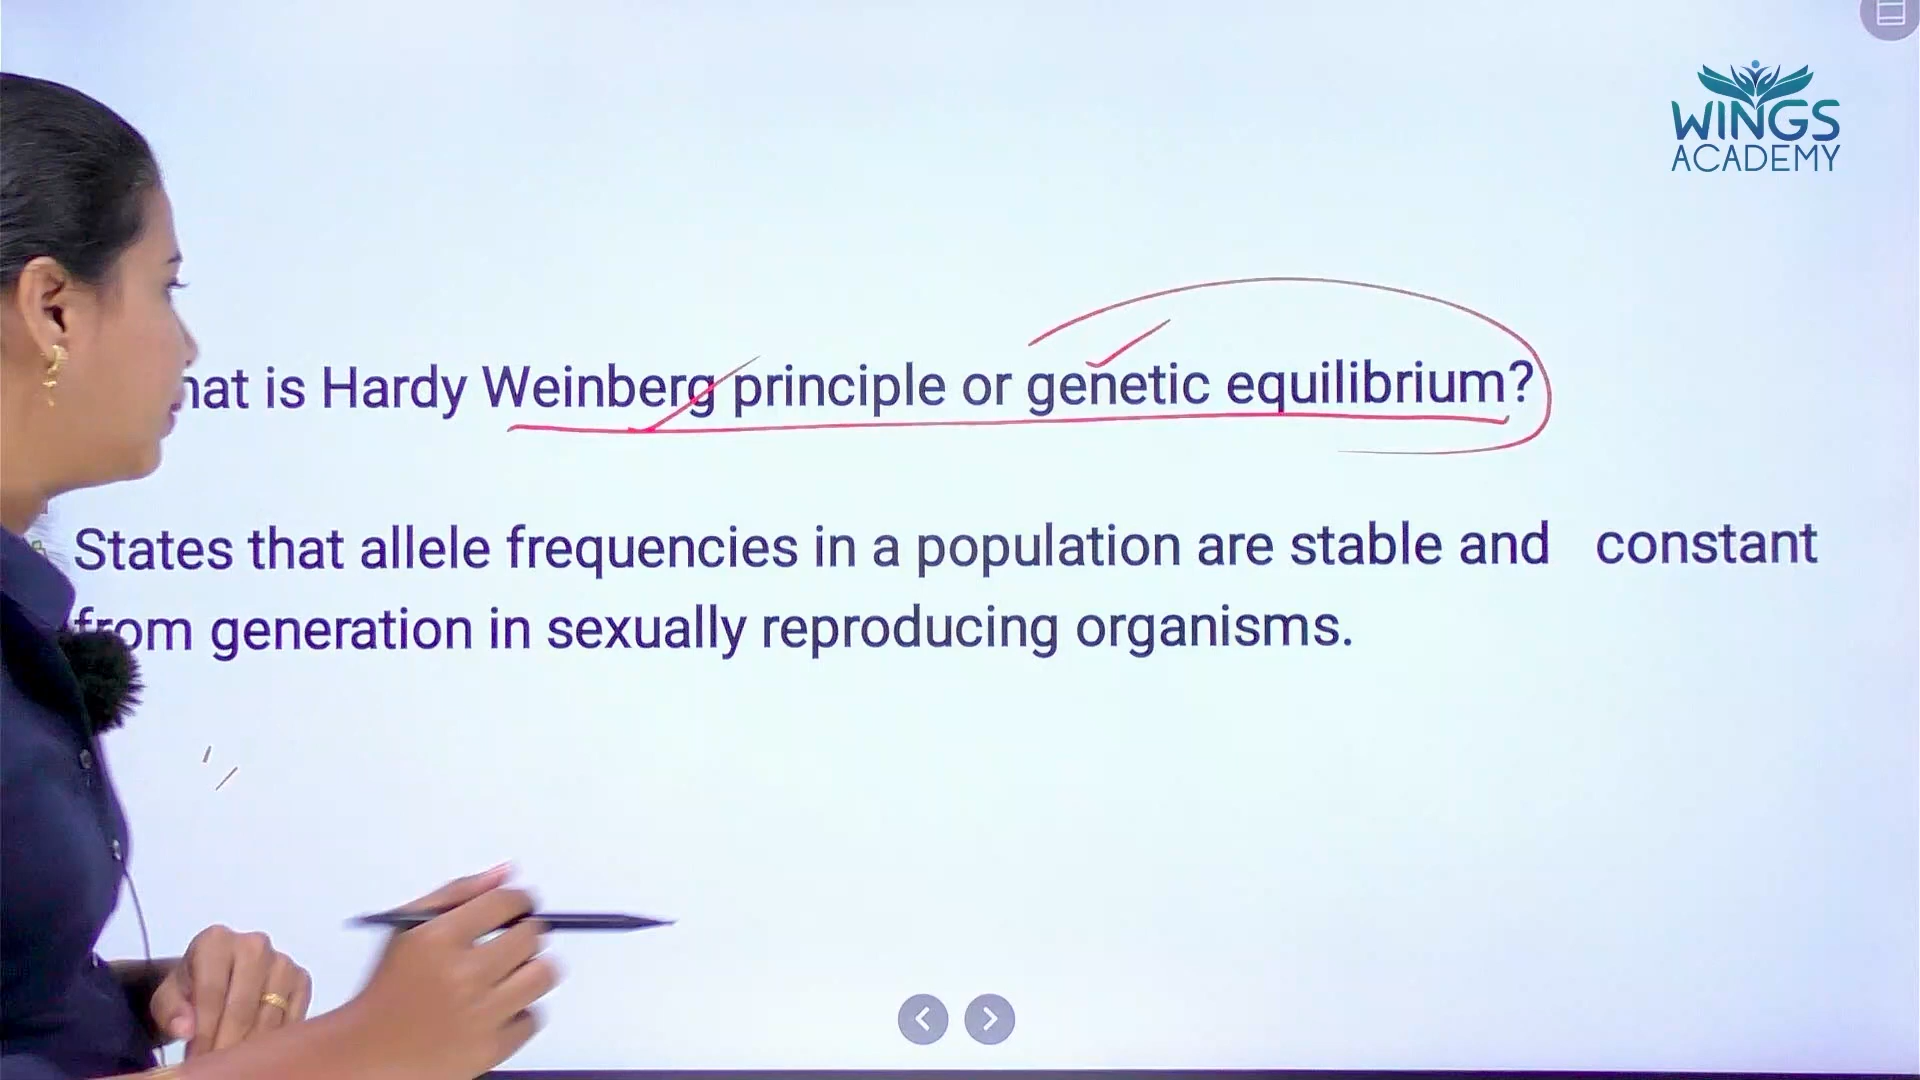 WINGS
ACADEMY
hat is Hardy Weinberg principle or genetic equilibrium?
States that allele frequencies in a population are stable and constant
from generation in sexually reproducing organisms.